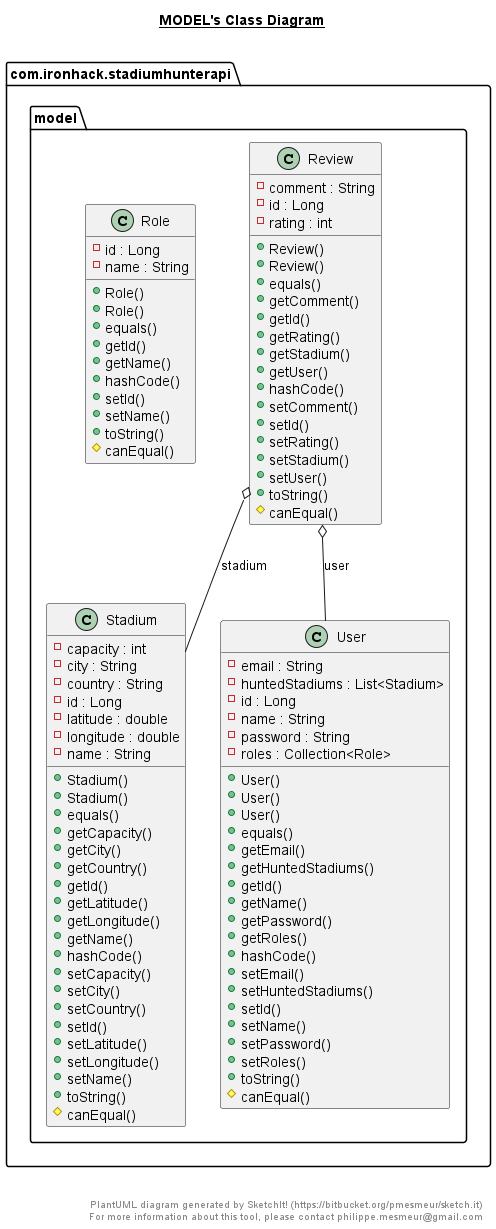 MODEL's Class Diagram
com.ironhack.stadiumhunterapi
model
C Role
id : Long
name : String
Role()
Role()
equals()
getId()
getName()
hashCode()
setId()
setName()
toString()
canEqual()
C Review
comment : String
id : Long
rating : int
Review()
Review()
equals()
getComment()
getId()
getRating()
getStadium()
getUser()
hashCode()
setComment()
setId()
setRating()
setStadium()
setUser()
toString()
canEqual()
stadium
user
C Stadium
capacity : int
city : String
country : String
id : Long
latitude : double
longitude : double
name : String
Stadium()
Stadium()
equals()
getCapacity()
getCity()
getCountry()
getId()
getLatitude()
getLongitude()
getName()
hashCode()
setCapacity()
setCity()
setCountry()
setId()
setLatitude()
setLongitude()
setName()
toString()
canEqual()
C User
email : String
huntedStadiums : List<Stadium>
id : Long
name : String
password : String
roles : Collection<Role>
User()
User()
User()
equals()
getEmail()
getHuntedStadiums()
getId()
getName()
getPassword()
getRoles()
hashCode()
setEmail()
setHuntedStadiums()
setId()
setName()
setPassword()
setRoles()
toString()
canEqual()
PlantUML diagram generated by SketchIt! (https://bitbucket.org/pmesmeur/sketch.it)
For more information about this tool, please contact philippe.mesmeur@gmail.com